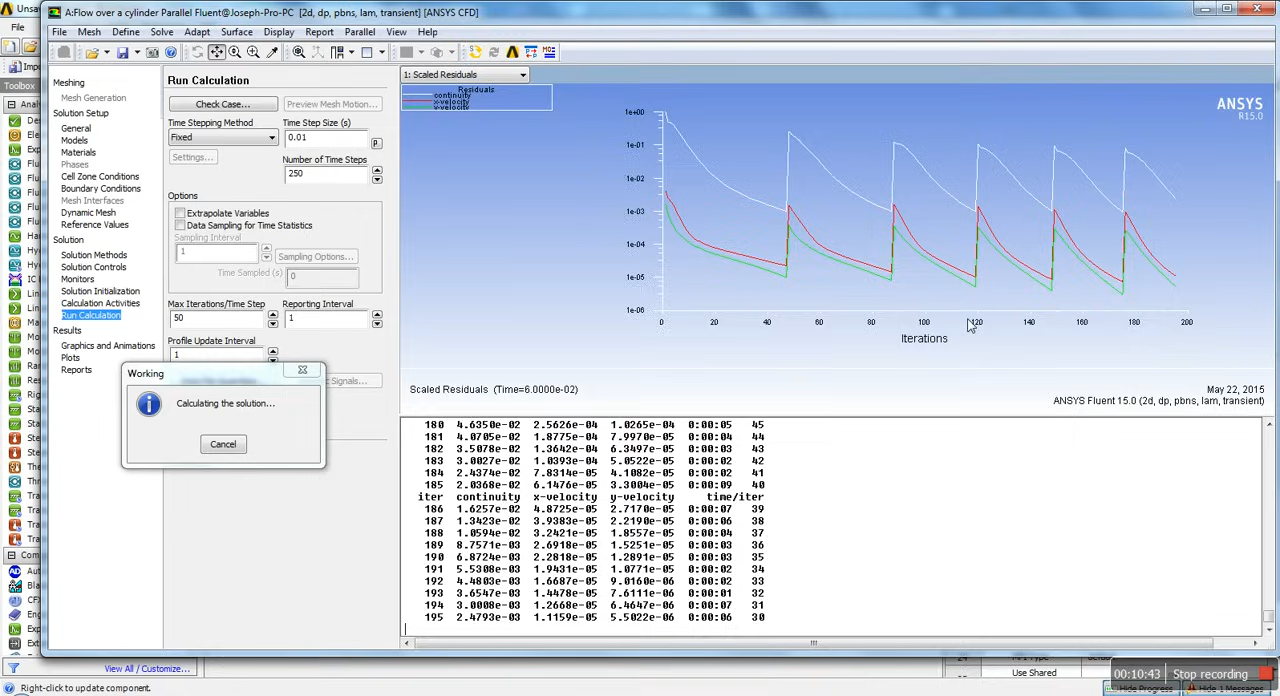 Unsav
A:Flow over a cylinder Parallel Fluent@Joseph-Pro-PC [2d, dp, pbns, lam, transient] [ANSYS CFD]
File
File Mesh Define Solve Adapt Surface Display Report Parallel View Help
Impo
Toolbox
Meshing
Mesh Generation
Solution Setup
General
Models
Materials
Phases
Cell Zone Conditions
Boundary Conditions
Mesh Interfaces
Dynamic Mesh
Reference Values
Solution
Solution Methods
Solution Controls
Monitors
Solution Initialization
Calculation Activities
Run Calculation
Results
Graphics and Animations
Plots
Reports
Run Calculation
Check Case... Preview Mesh Motion...
Time Stepping Method Time Step Size (s)
Fixed 0.01 P
Settings... Number of Time Steps
250
Options
Extrapolate Variables
Data Sampling for Time Statistics
Sampling Interval
1 Sampling Options...
Time Sampled (s) 0
Max Iterations/Time Step Reporting Interval
50 1
Profile Update Interval
1
Signals...
Working
Calculating the solution...
Cancel
1: Scaled Residuals
Residuals
continuity
x-velocity
y-velocity
ANSYS
R15.0
1e+00
1e-01
1e-02
1e-03
1e-04
1e-05
1e-06
0 20 40 60 80 100 120 140 160 180 200
Iterations
Scaled Residuals (Time=6.0000e-02) May 22, 2015
ANSYS Fluent 15.0 (2d, dp, pbns, lam, transient)
180 4.6350e-02 2.5626e-04 1.0265e-04 0:00:05 45
181 4.0705e-02 1.8775e-04 7.9970e-05 0:00:04 44
182 3.5078e-02 1.3642e-04 6.3497e-05 0:00:03 43
183 3.0027e-02 1.0393e-04 5.0522e-05 0:00:02 42
184 2.4374e-02 7.8314e-05 4.1082e-05 0:00:02 41
185 2.0368e-02 6.1476e-05 3.3004e-05 0:00:09 40
iter continuity x-velocity y-velocity time/iter
186 1.6257e-02 4.8725e-05 2.7170e-05 0:00:07 39
187 1.3423e-02 3.9383e-05 2.2190e-05 0:00:06 38
188 1.0594e-02 3.2421e-05 1.8557e-05 0:00:04 37
189 8.7571e-03 2.6918e-05 1.5251e-05 0:00:03 36
190 6.8724e-03 2.2818e-05 1.2891e-05 0:00:03 35
191 5.5308e-03 1.9431e-05 1.0771e-05 0:00:02 34
192 4.4803e-03 1.6687e-05 9.0160e-06 0:00:02 33
193 3.6547e-03 1.4478e-05 7.6111e-06 0:00:01 32
194 3.0008e-03 1.2668e-05 6.4647e-06 0:00:07 31
195 2.4793e-03 1.1159e-05 5.5022e-06 0:00:06 30
View All / Customize...
Use Shared
Right-click to update component.
00:10:43 Stop recording
Hide Progress Hide 1 Messages